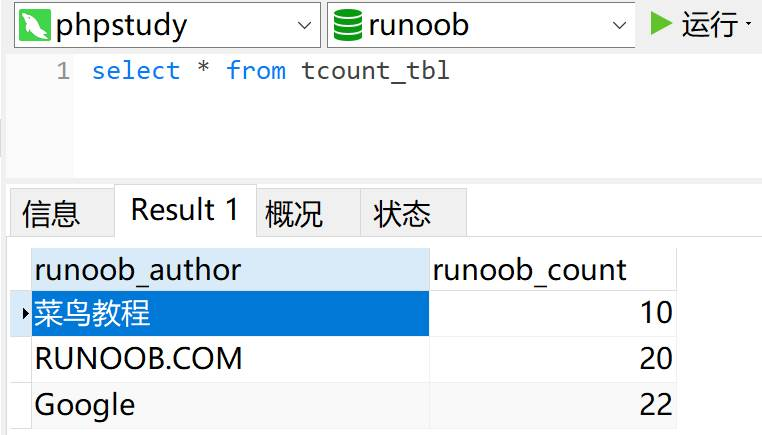 phpstudy runoob 运行
1 select * from tcount_tbl
信息 Result 1 概况 状态
runoob_author runoob_count
菜鸟教程 10
RUNOOB.COM 20
Google 22